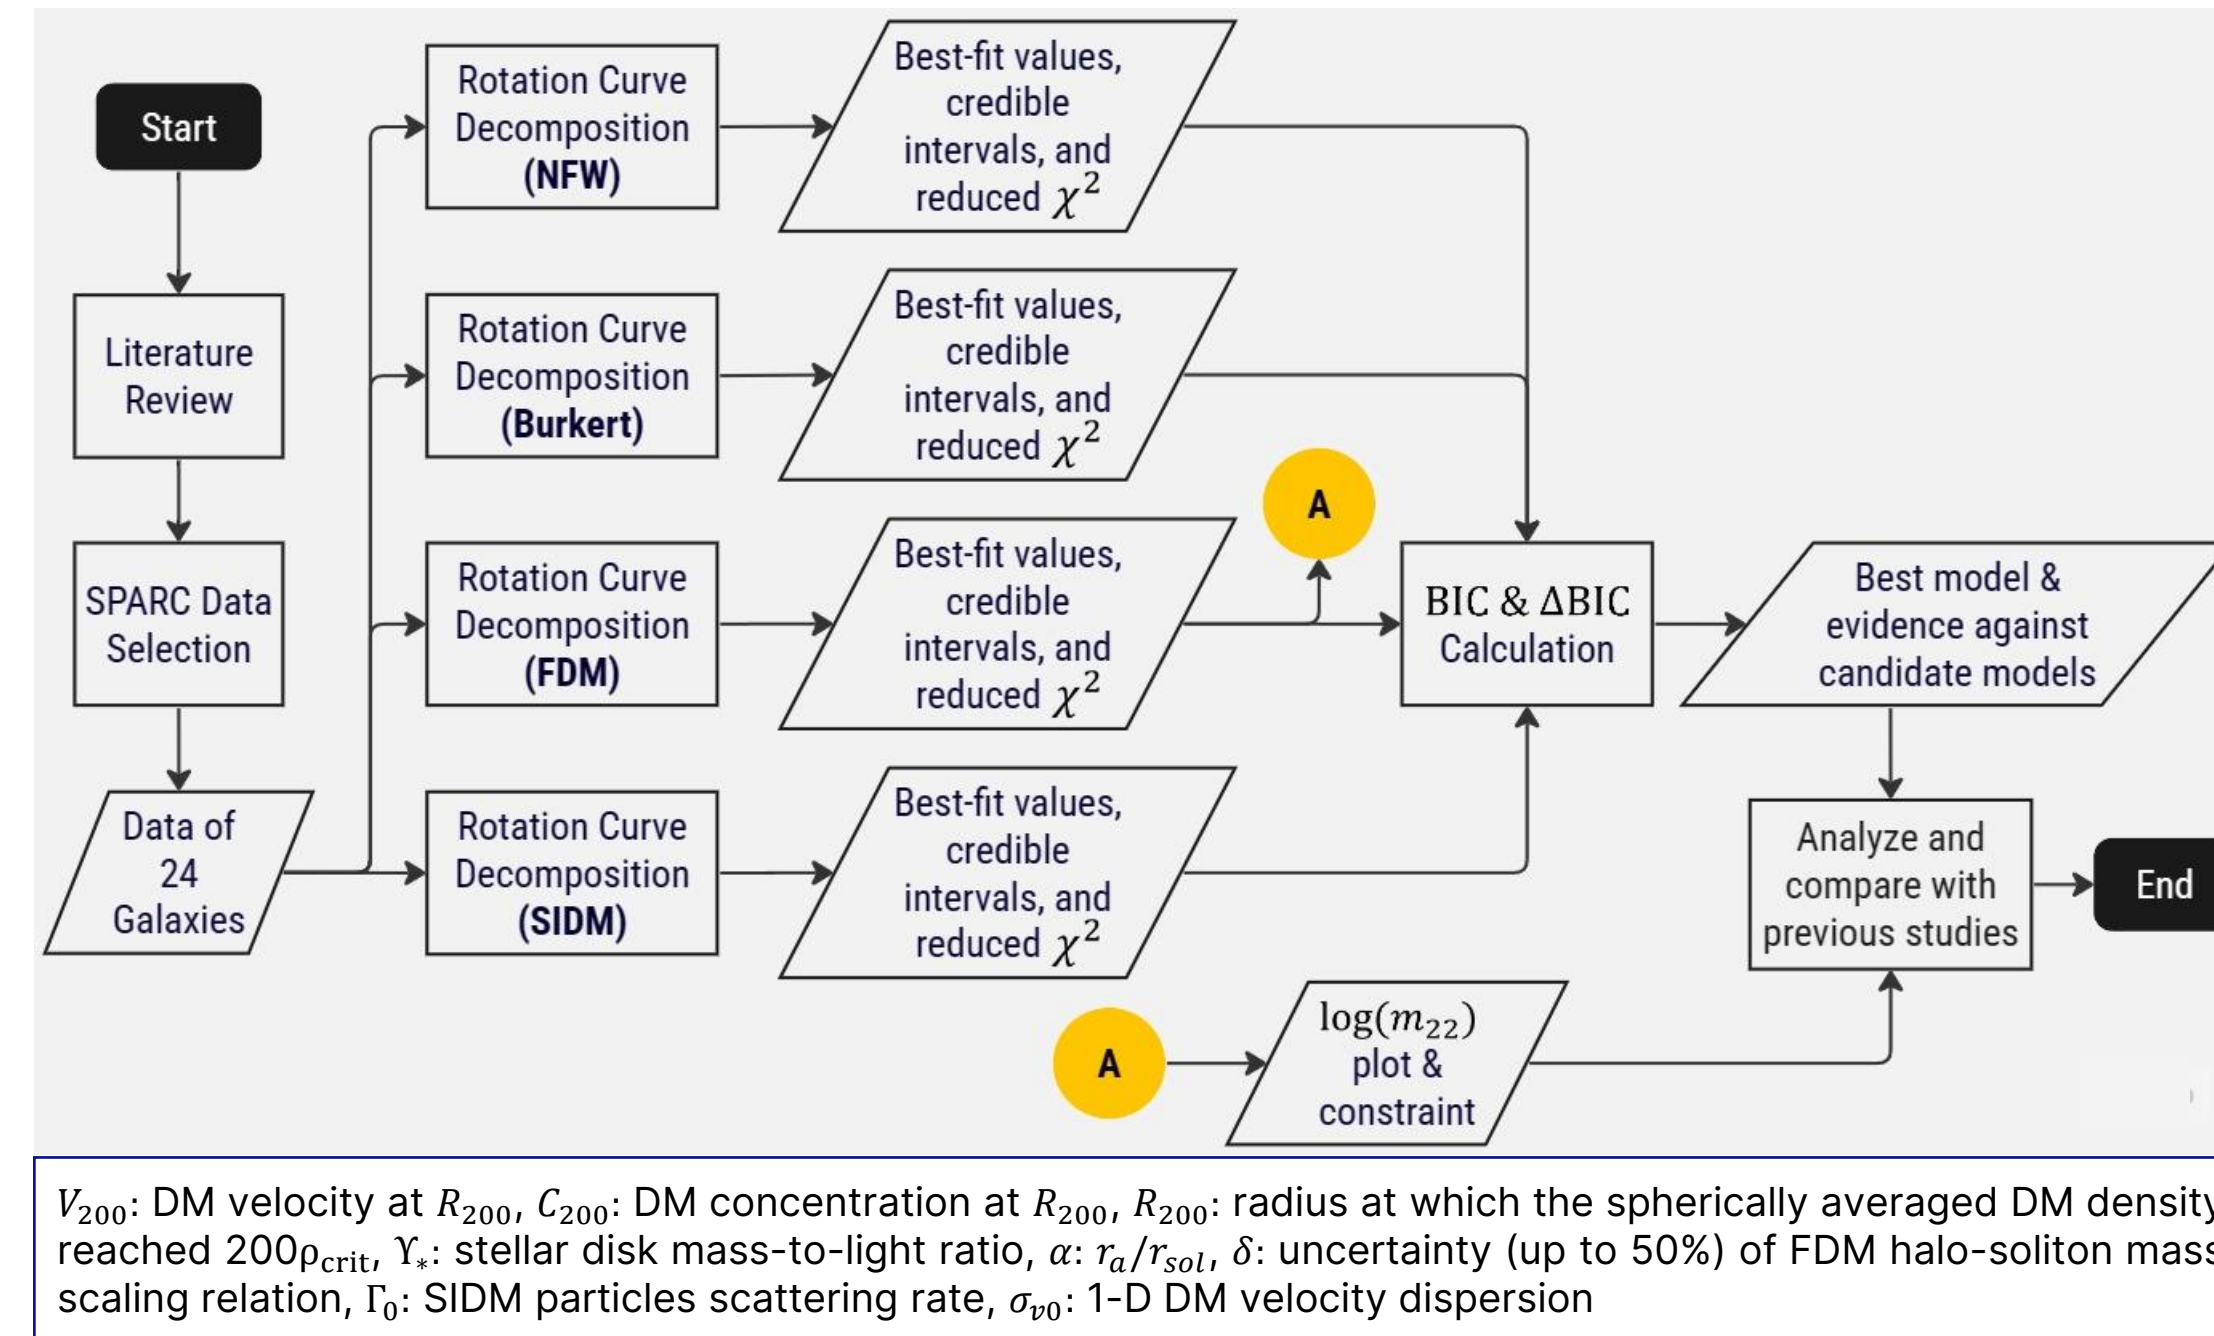 Start
Literature
Review
SPARC Data
Selection
Data of
24
Galaxies
Rotation Curve
Decomposition
(NFW)
Best-fit values,
credible
intervals, and
reduced χ²
Rotation Curve
Decomposition
(Burkert)
Best-fit values,
credible
intervals, and
reduced χ²
Rotation Curve
Decomposition
(FDM)
Best-fit values,
credible
intervals, and
reduced χ²
A
Rotation Curve
Decomposition
(SIDM)
Best-fit values,
credible
intervals, and
reduced χ²
BIC & ΔBIC
Calculation
Best model &
evidence against
candidate models
Analyze and
compare with
previous studies
End
A
log(m₂₂)
plot &
constraint
V₂₀₀: DM velocity at R₂₀₀, C₂₀₀: DM concentration at R₂₀₀, R₂₀₀: radius at which the spherically averaged DM density
reached 200ρ_crit, ϒ_*: stellar disk mass-to-light ratio, α: r_a/r_sol, δ: uncertainty (up to 50%) of FDM halo-soliton mass
scaling relation, Γ₀: SIDM particles scattering rate, σ_v0: 1-D DM velocity dispersion